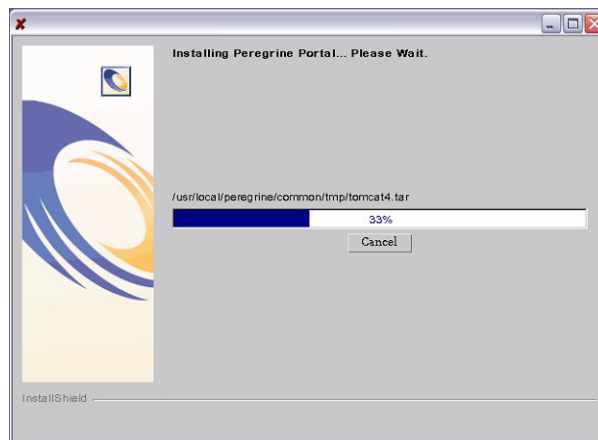 Installing Peregrine Portal... Please Wait.
/usr/local/peregrine/common/tmp/tomcat4.tar
33%
Cancel
InstallShield